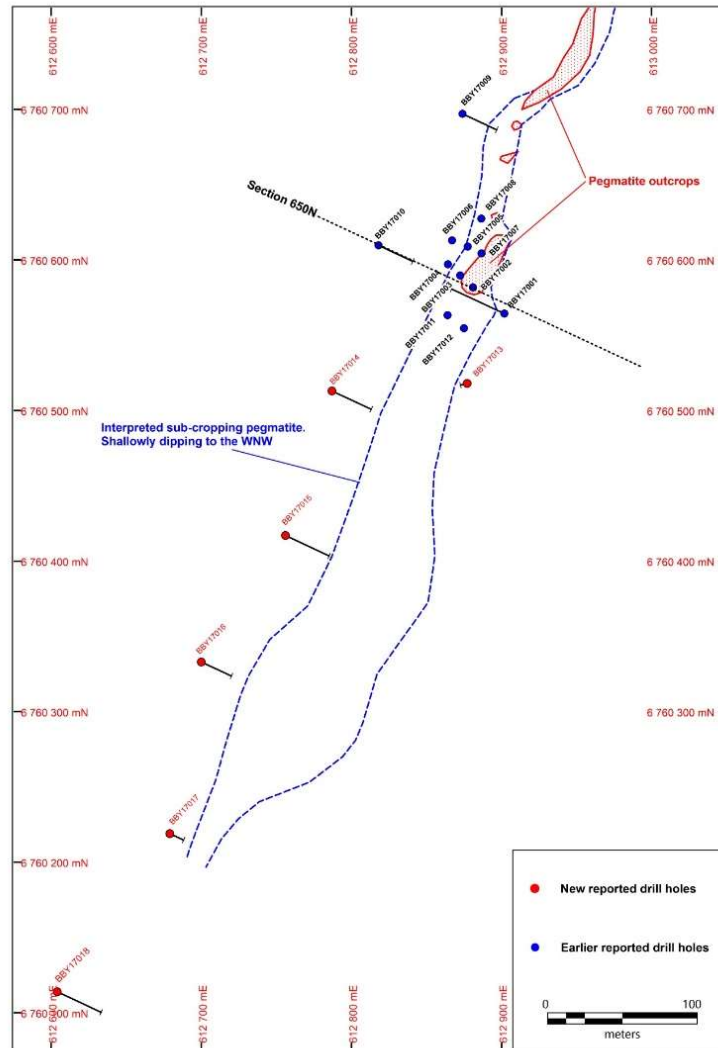 612 600 mE
612 700 mE
612 800 mE
612 900 mE
613 000 mE
BBY17009
6 760 700 mN
6 760 700 mN
Pegmatite outcrops
Section 650N
BBY17010
BBY17006
BBY17008
BBY17005
BBY17007
6 760 600 mN
6 760 600 mN
BBY17004
BBY17003
BBY17002
BBY17001
BBY17011
BBY17012
BBY17013
BBY17014
6 760 500 mN
6 760 500 mN
Interpreted sub-cropping pegmatite.
Shallowly dipping to the WNW
BBY17015
6 760 400 mN
6 760 400 mN
BBY17016
6 760 300 mN
6 760 300 mN
BBY17017
6 760 200 mN
New reported drill holes
Earlier reported drill holes
BBY17018
612 600 mE
612 700 mE
612 800 mE
612 900 mE
0 100
meters